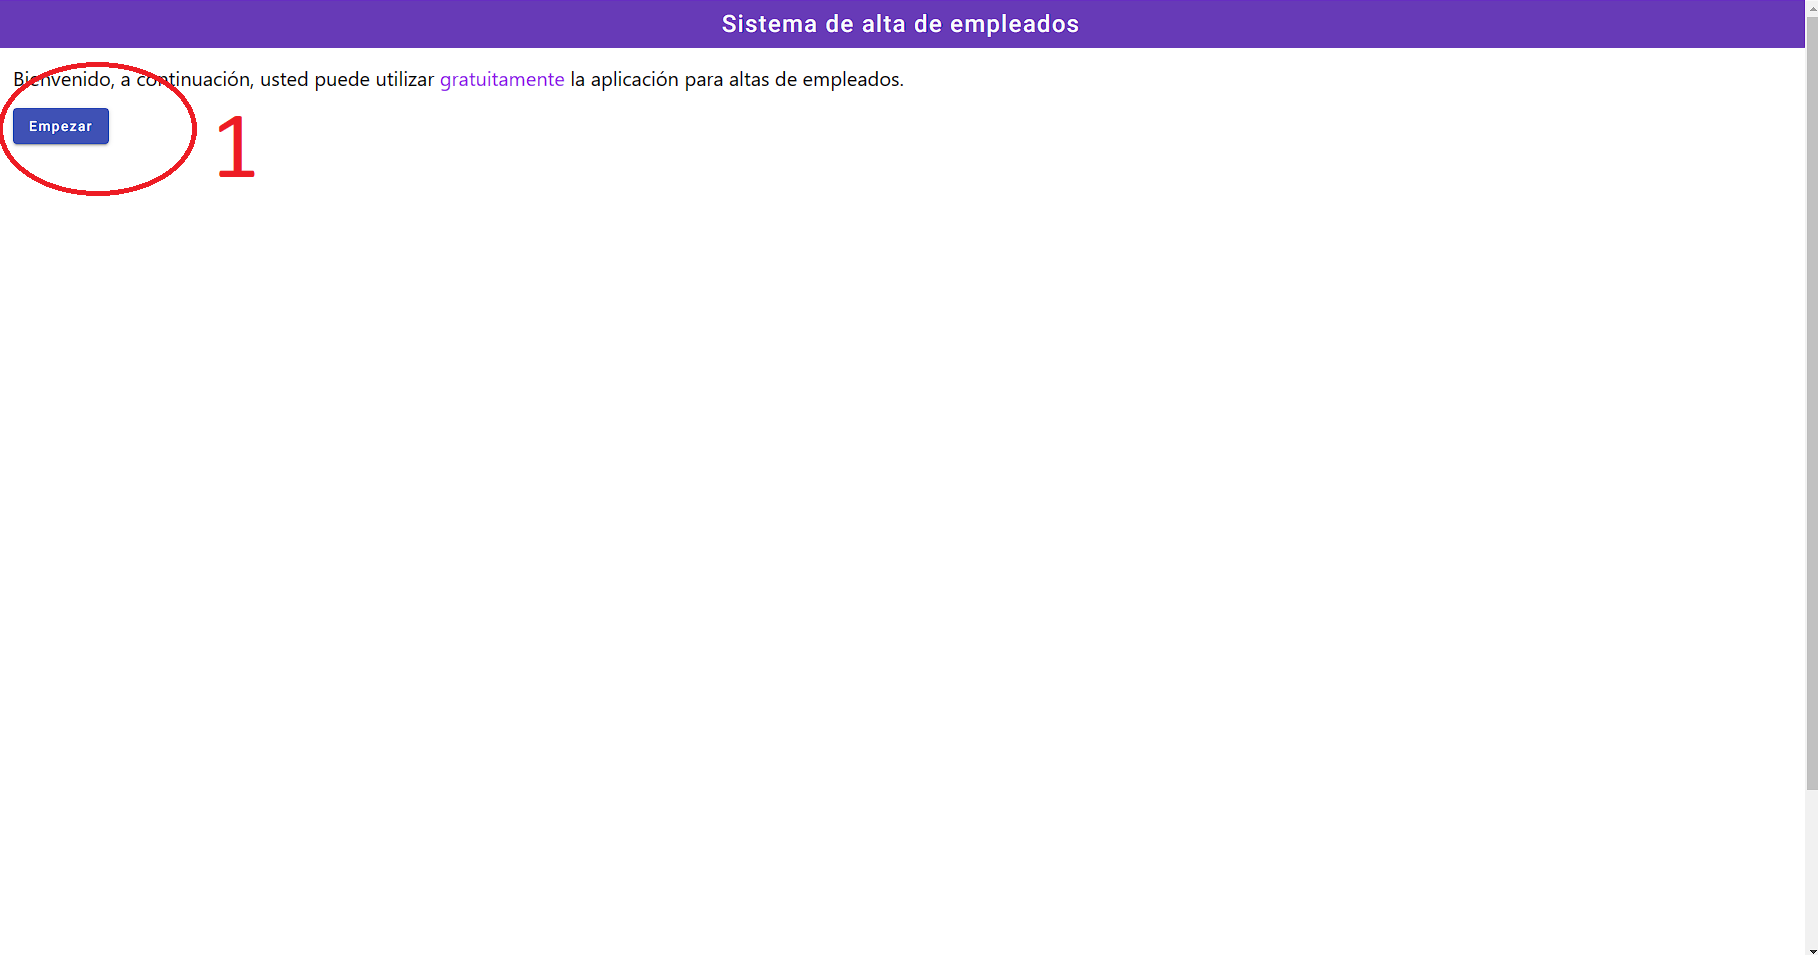 Sistema de alta de empleados
Bienvenido, a continuación, usted puede utilizar gratuitamente la aplicación para altas de empleados.
Empezar
1